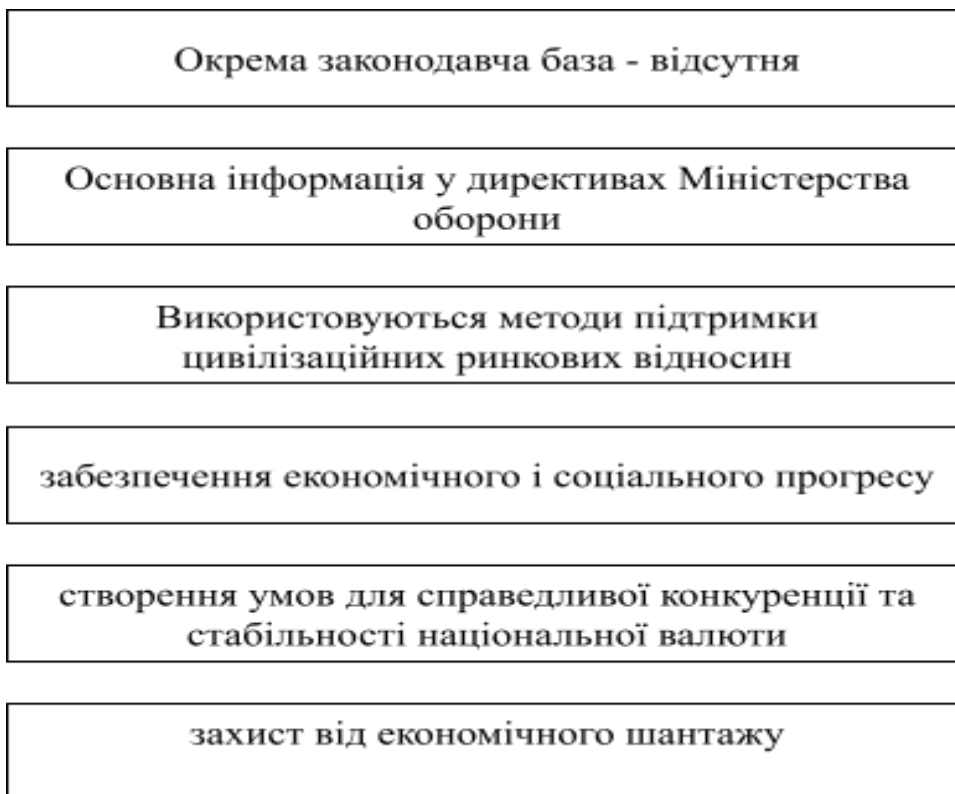 Окрема законодавча база - відсутня
Основна інформація у директивах Міністерства
оборони
Використовуються методи підтримки
цивілізаційних ринкових відносин
забезпечення економічного і соціального прогресу
створення умов для справедливої конкуренції та
стабільності національної валюти
захист від економічного шантажу